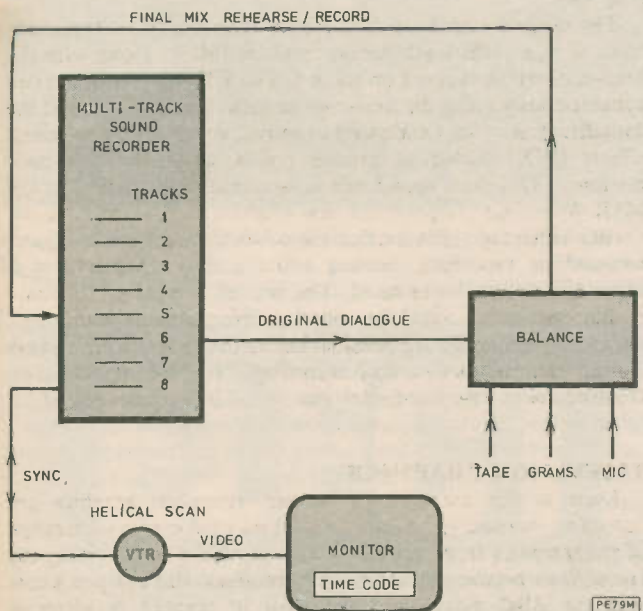 FINAL MIX REHEARSE / RECORD
MULTI-TRACK
SOUND
RECORDER
TRACKS
1
2
3
4
5
6
7
8
DRIGINAL DIALOGUE
BALANCE
TAPE GRAMS. MIC
SYNC,
HELICAL SCAN
VTR
VIDEO
MONITOR
TIME CODE
PE79M